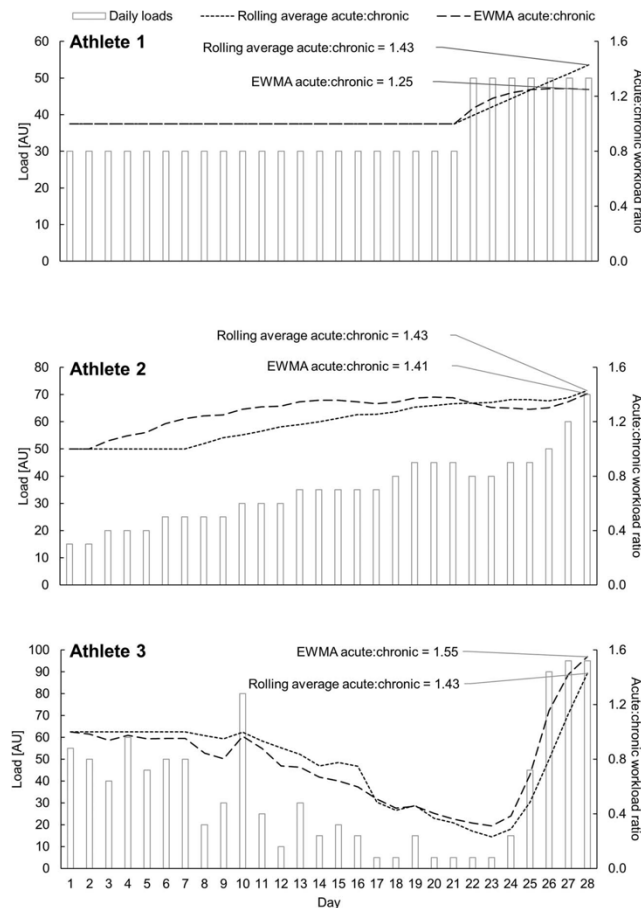 Daily loads Rolling average acute:chronic EWMA acute:chronic
Athlete 1
Rolling average acute:chronic = 1.43
EWMA acute:chronic = 1.25
Load [AU]
60
50
40
30
20
10
0
1.6
1.2
0.8
0.4
0.0
Acute:chronic workload ratio
Athlete 2
Rolling average acute:chronic = 1.43
EWMA acute:chronic = 1.41
Load [AU]
80
70
60
50
40
30
20
10
0
1.6
1.2
0.8
0.4
0.0
Acute:chronic workload ratio
Athlete 3
EWMA acute:chronic = 1.55
Rolling average acute:chronic = 1.43
Load [AU]
100
90
80
70
60
50
40
30
20
10
0
1.6
1.2
0.8
0.4
0.0
Acute:chronic workload ratio
1 2 3 4 5 6 7 8 9 10 11 12 13 14 15 16 17 18 19 20 21 22 23 24 25 26 27 28
Day